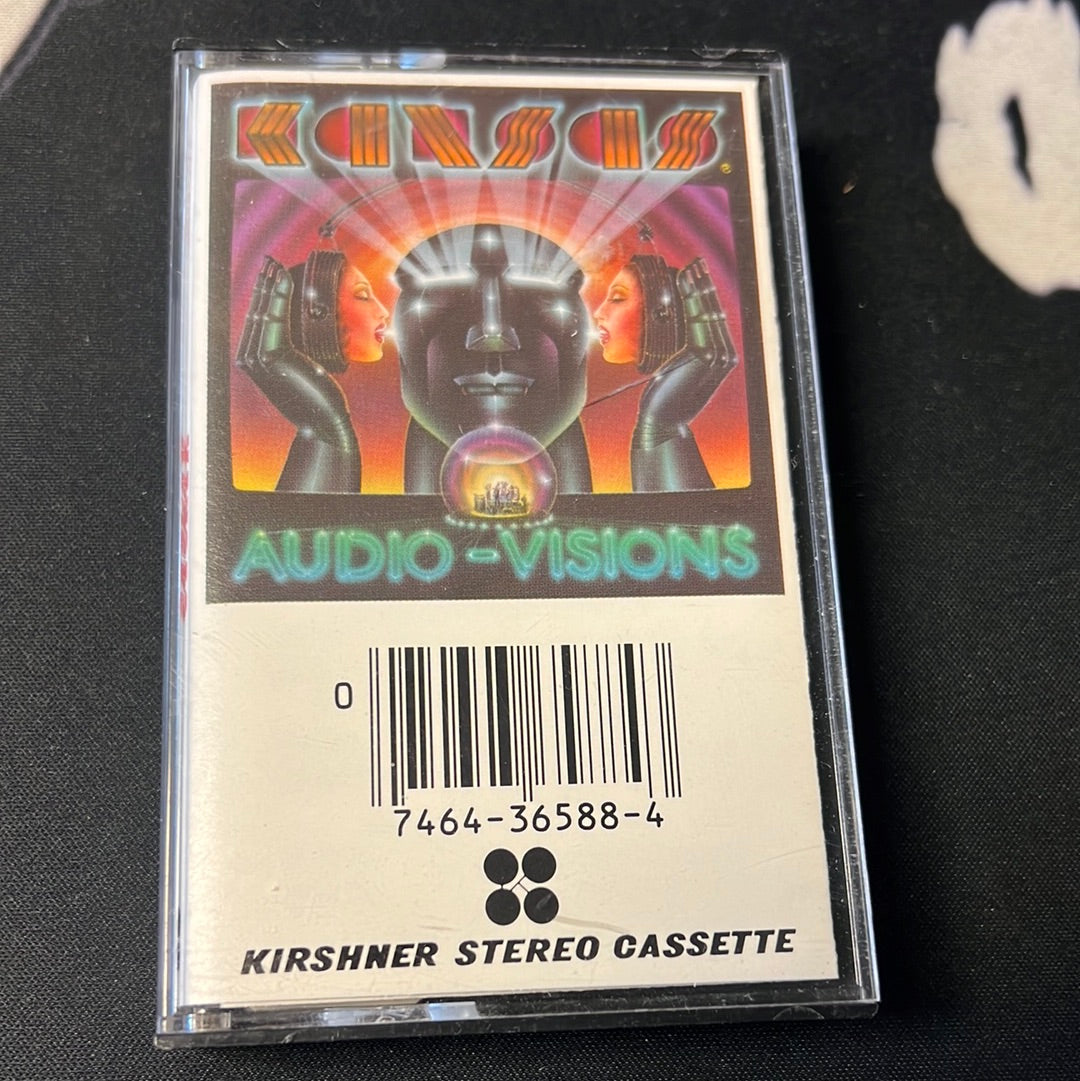 KANSAS®
AUDIO-VISIONS
0
7464-36588-4
KIRSHNER STEREO CASSETTE